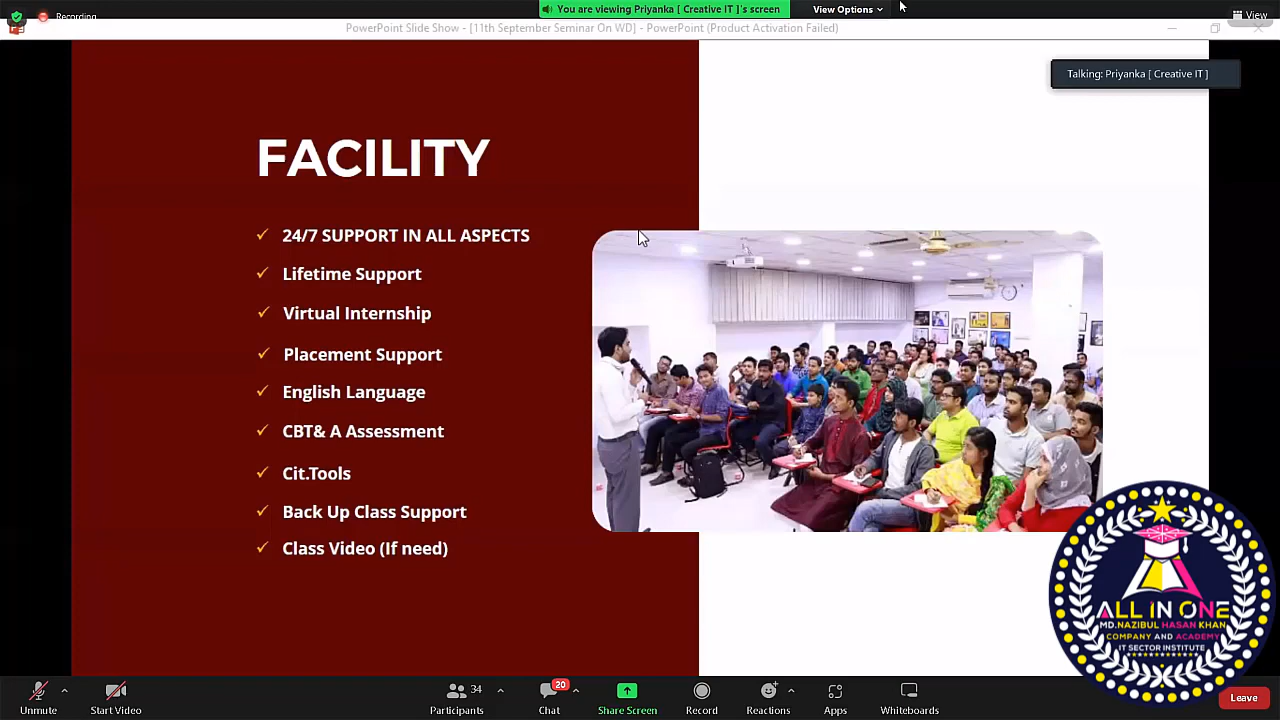 Recording
You are viewing Priyanka [ Creative IT ]'s screen
View Options
View
PowerPoint Slide Show - [11th September Seminar On WD] - PowerPoint (Product Activation Failed)
Talking: Priyanka [ Creative IT ]
FACILITY
24/7 SUPPORT IN ALL ASPECTS
Lifetime Support
Virtual Internship
Placement Support
English Language
CBT& A Assessment
Cit.Tools
Back Up Class Support
Class Video (If need)
ALL IN ONE
MD.NAZIBUL HASAN KHAN
COMPANY AND ACADEMY
IT SECTOR INSTITUTE
34
20
Unmute
Start Video
Participants
Chat
Share Screen
Record
Reactions
Apps
Whiteboards
Leave